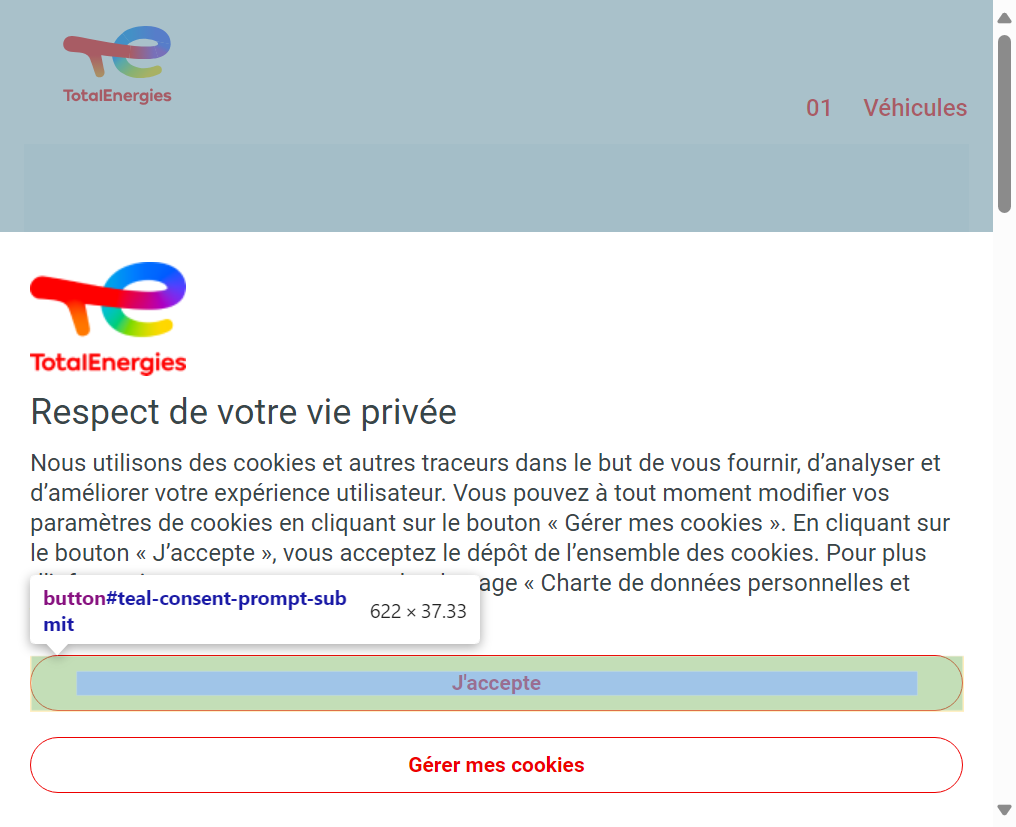 TotalEnergies
01 Véhicules
TotalEnergies
Respect de votre vie privée
Nous utilisons des cookies et autres traceurs dans le but de vous fournir, d’analyser et
d’améliorer votre expérience utilisateur. Vous pouvez à tout moment modifier vos
paramètres de cookies en cliquant sur le bouton « Gérer mes cookies ». En cliquant sur
le bouton « J’accepte », vous acceptez le dépôt de l’ensemble des cookies. Pour plus
« Charte de données personnelles et
button#teal-consent-prompt-sub
mit
622 × 37.33
J'accepte
Gérer mes cookies